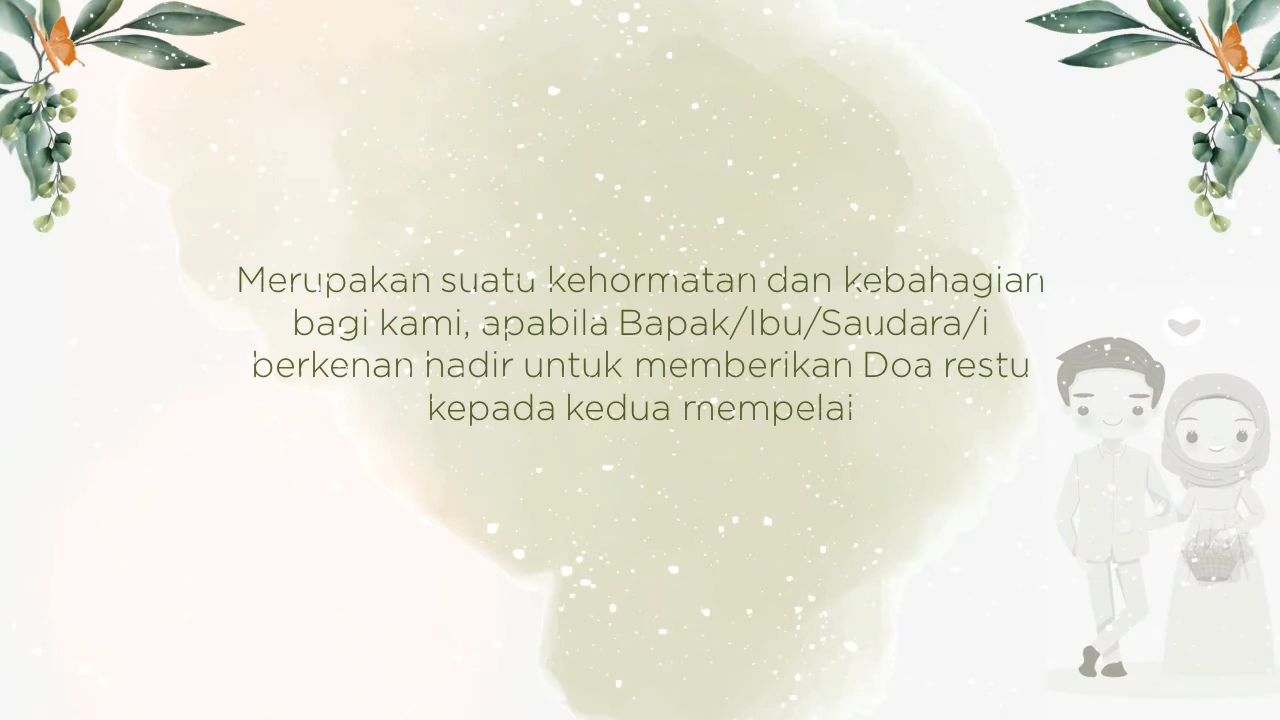 Merupakan suatu kehormatan dan kebahagian
bagi kami, apabila Bapak/Ibu/Saudara/i
berkenan hadir untuk memberikan Doa restu
kepada kedua mempelai